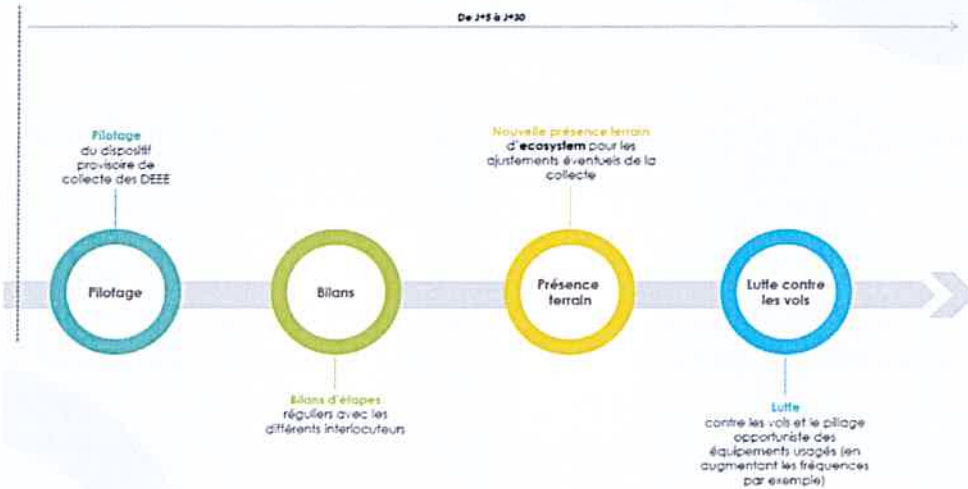 De J+5 à J+30
Pilotage
du dispositif
provisoire de
collecte des DEEE
Nouvelle présence terrain
d'ecosystem pour les
ajustements éventuels de la
collecte
Pilotage
Bilans
Présence
terrain
Lutte contre
les vols
Bilans d'étapes
réguliers avec les
différents interlocuteurs
Lutte
contre les vols et le pillage
opportuniste des
équipements usagés (en
augmentant les fréquences
par exemple)